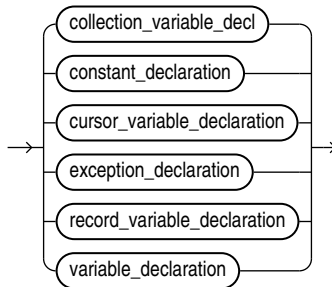 collection_variable_decl
constant_declaration
cursor_variable_declaration
exception_declaration
record_variable_declaration
variable_declaration